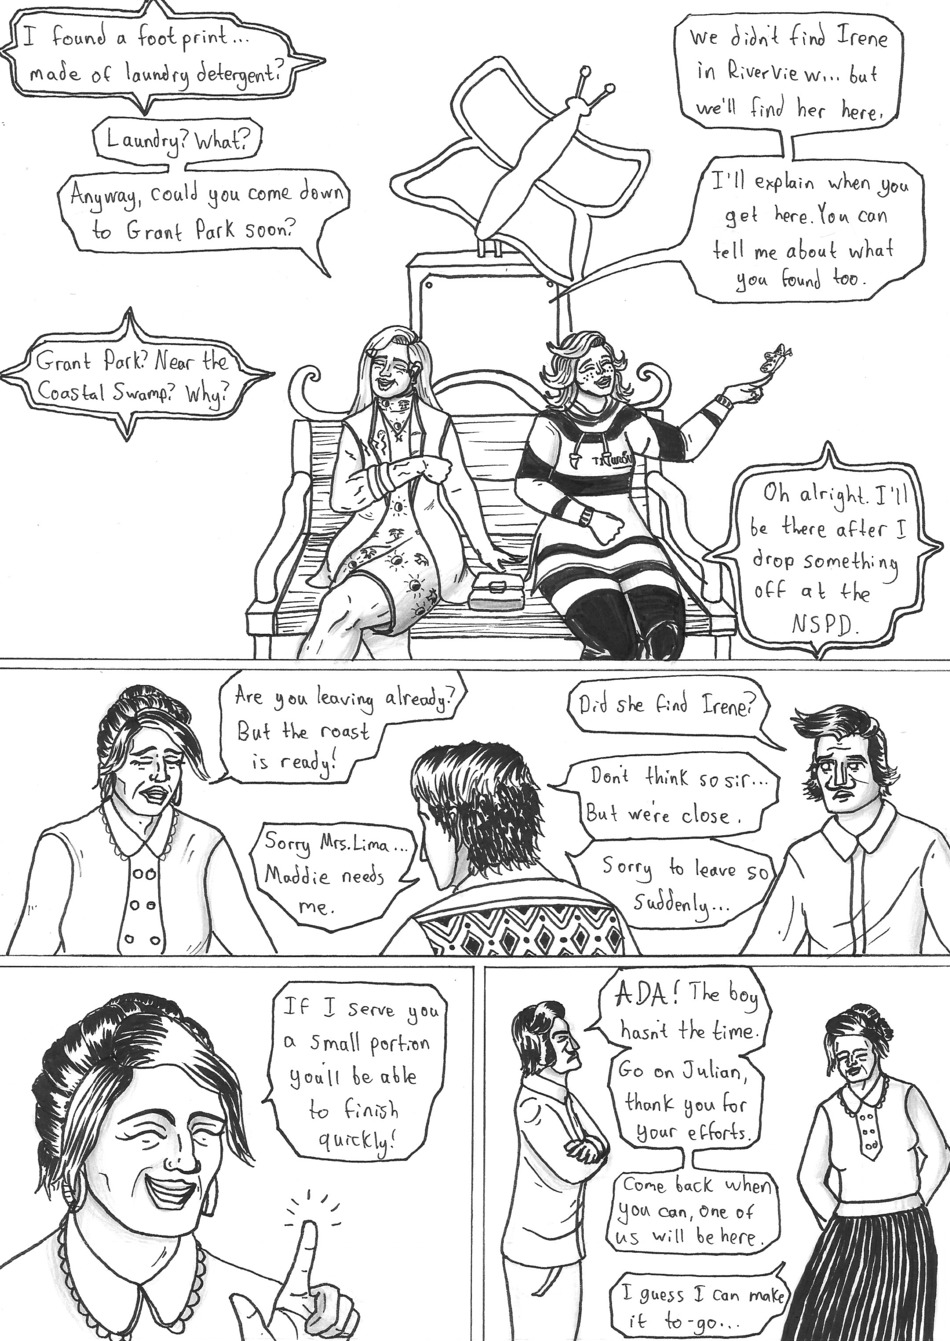 I found a footprint...
made of laundry detergent?
Laundry? What?
Anyway, could you come down
to Grant Park soon?
We didn't find Irene
in RiverView... but
we'll find her here.
I'll explain when you
get here. You can
tell me about what
you found too.
Grant Park? Near the
Coastal Swamp? Why?
Oh alright. I'll
be there after I
drop something
off at the
NSPD.
Are you leaving already?
But the roast
is ready!
Sorry Mrs. Lima...
Maddie needs
me.
Did she find Irene?
Don't think so sir...
But we're close.
Sorry to leave so
suddenly...
If I serve you
a small portion
you'll be able
to finish
quickly!
ADA! The boy
hasn't the time.
Go on Julian,
thank you for
your efforts.
Come back when
you can, one of
us will be here.
I guess I can make
it to-go...